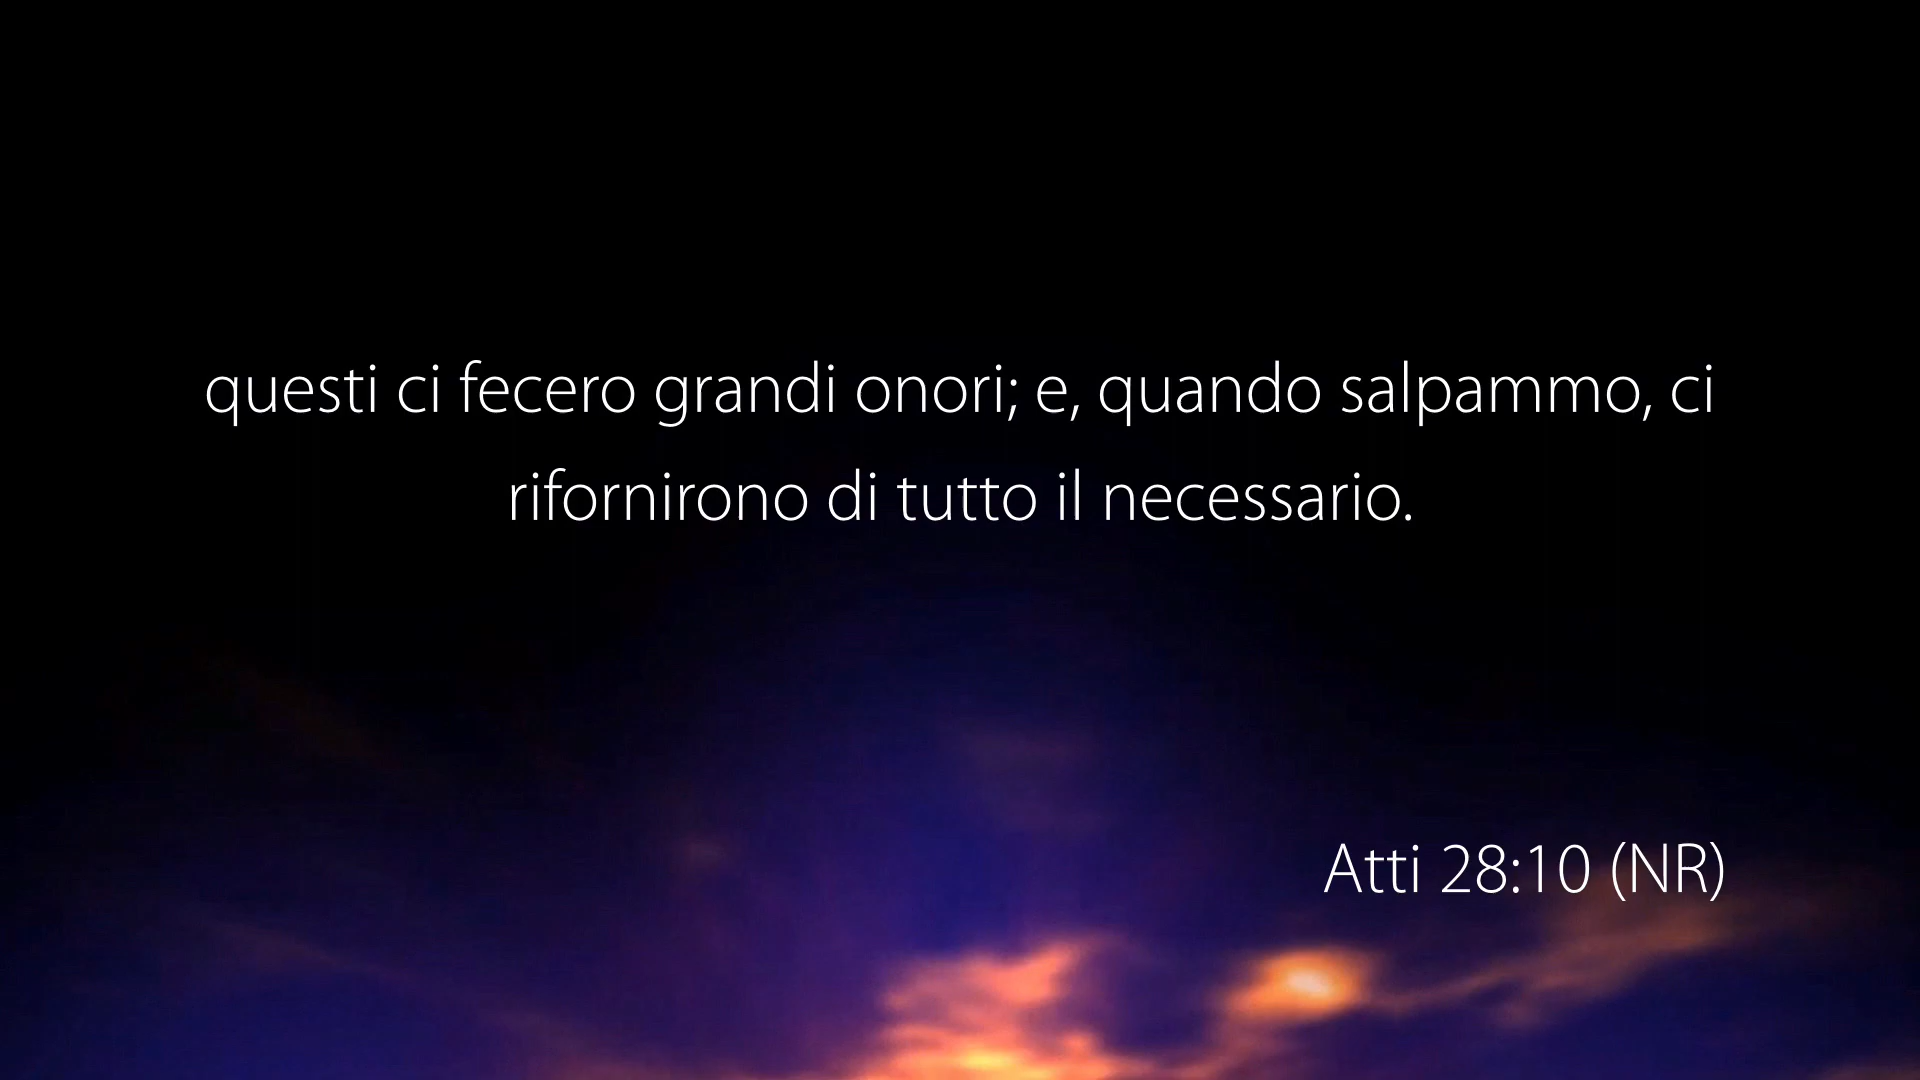 questi ci fecero grandi onori; e, quando salpammo, ci
rifornirono di tutto il necessario.
Atti 28:10 (NR)